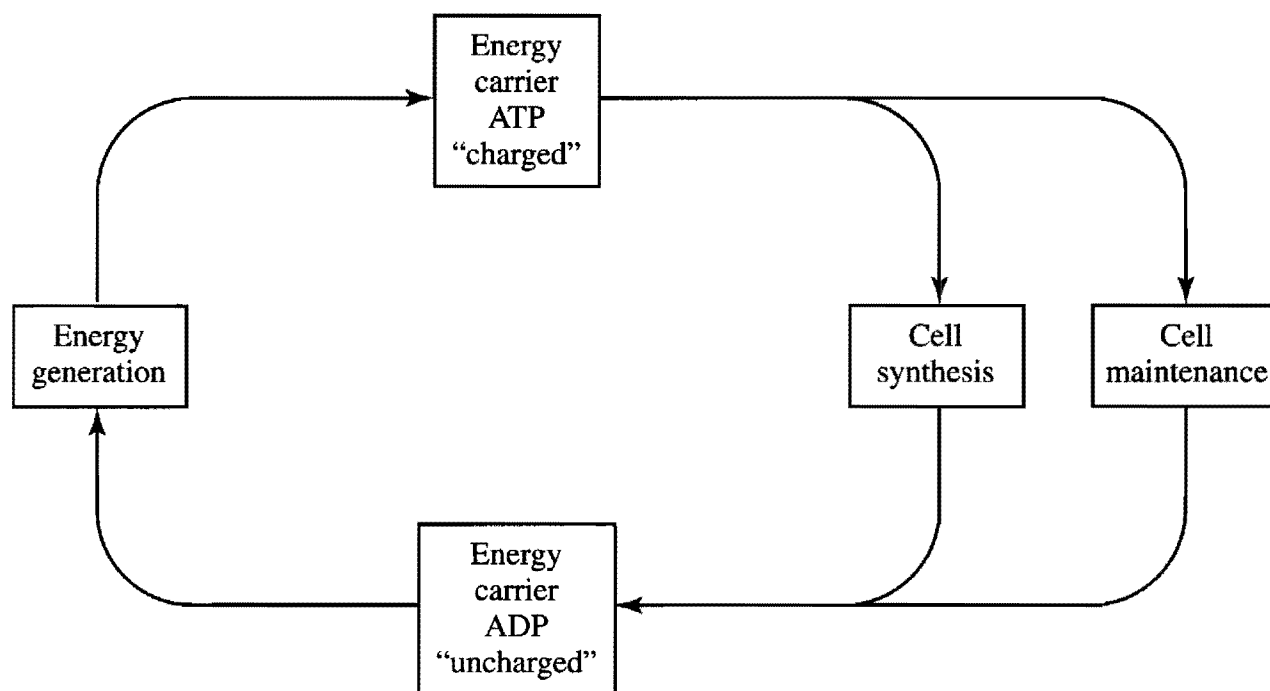 Energy
carrier
ATP
“charged”
Energy
generation
Cell
synthesis
Cell
maintenance
Energy
carrier
ADP
“uncharged”